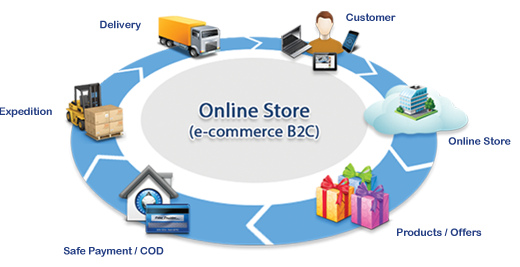 Customer
Delivery
Expedition
Online Store
(e-commerce B2C)
Online Store
Products / Offers
Safe Payment / COD